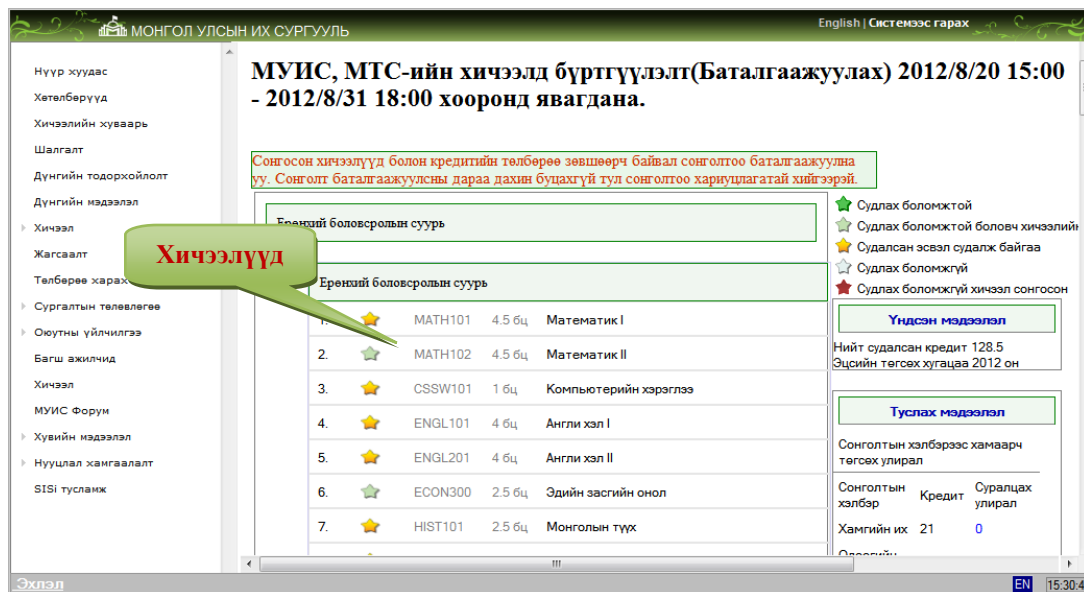 МОНГОЛ УЛСЫН ИХ СУРГУУЛЬ
English | Системээс гарах
Нүүр хуудас
Хөтөлбөрүүд
Хичээлийн хуваарь
Шалгалт
Дүнгийн тодорхойлолт
Дүнгийн мэдээлэл
Хичээл
Жагсаалт
Төлбөрөө харах
Сургалтын төлөвлөгөө
Оюутны үйлчилгээ
Багш ажилчид
Хичээл
МУИС Форум
Хувийн мэдээлэл
Нууцлал хамгаалалт
SISi тусламж
МУИС, МТС-ийн хичээлд бүртгүүлэлт(Баталгаажуулах) 2012/8/20 15:00
- 2012/8/31 18:00 хооронд явагдана.
Сонгосон хичээлүүд болон кредитийн төлбөрөө зөвшөөрч байвал сонголтоо баталгаажуулна
уу. Сонголт баталгаажуулсны дараа дахин буцахгүй тул сонголтоо хариуцлагатай хийгээрэй.
Ерөнхий боловсролын суурь
Хичээлүүд
Ерөнхий боловсролын суурь
1. MATH101 4.5 бц Математик I
2. MATH102 4.5 бц Математик II
3. CSSW101 1 бц Компьютерийн хэрэглээ
4. ENGL101 4 бц Англи хэл I
5. ENGL201 4 бц Англи хэл II
6. ECON300 2.5 бц Эдийн засгийн онол
7. HIST101 2.5 бц Монголын түүх
Судлах боломжтой
Судлах боломжтой боловч хичээлийн
Судалсан эсвэл судалж байгаа
Судлах боломжгүй
Судлах боломжгүй хичээл сонгосон
Үндсэн мэдээлэл
Нийт судалсан кредит 128.5
Эцсийн төгсөх хугацаа 2012 он
Туслах мэдээлэл
Сонголтын хэлбэрээс хамаарч
төгсөх улирал
Сонголтын хэлбэр Кредит Суралцах улирал
Хамгийн их 21 0
Эхлэл
EN 15:30:4